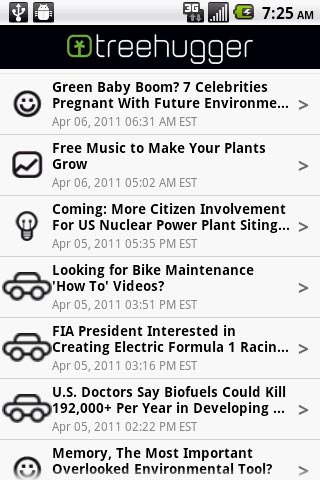 3G
7:25 AM
treehugger
Green Baby Boom? 7 Celebrities
Pregnant With Future Environme...
Apr 06, 2011 06:31 AM EST
Free Music to Make Your Plants
Grow
Apr 06, 2011 05:02 AM EST
Coming: More Citizen Involvement
For US Nuclear Power Plant Siting...
Apr 05, 2011 05:35 PM EST
Looking for Bike Maintenance
'How To' Videos?
Apr 05, 2011 03:51 PM EST
FIA President Interested in
Creating Electric Formula 1 Racin...
Apr 05, 2011 03:16 PM EST
U.S. Doctors Say Biofuels Could Kill
192,000+ Per Year in Developing ...
Apr 05, 2011 02:22 PM EST
Memory, The Most Important
Overlooked Environmental Tool?